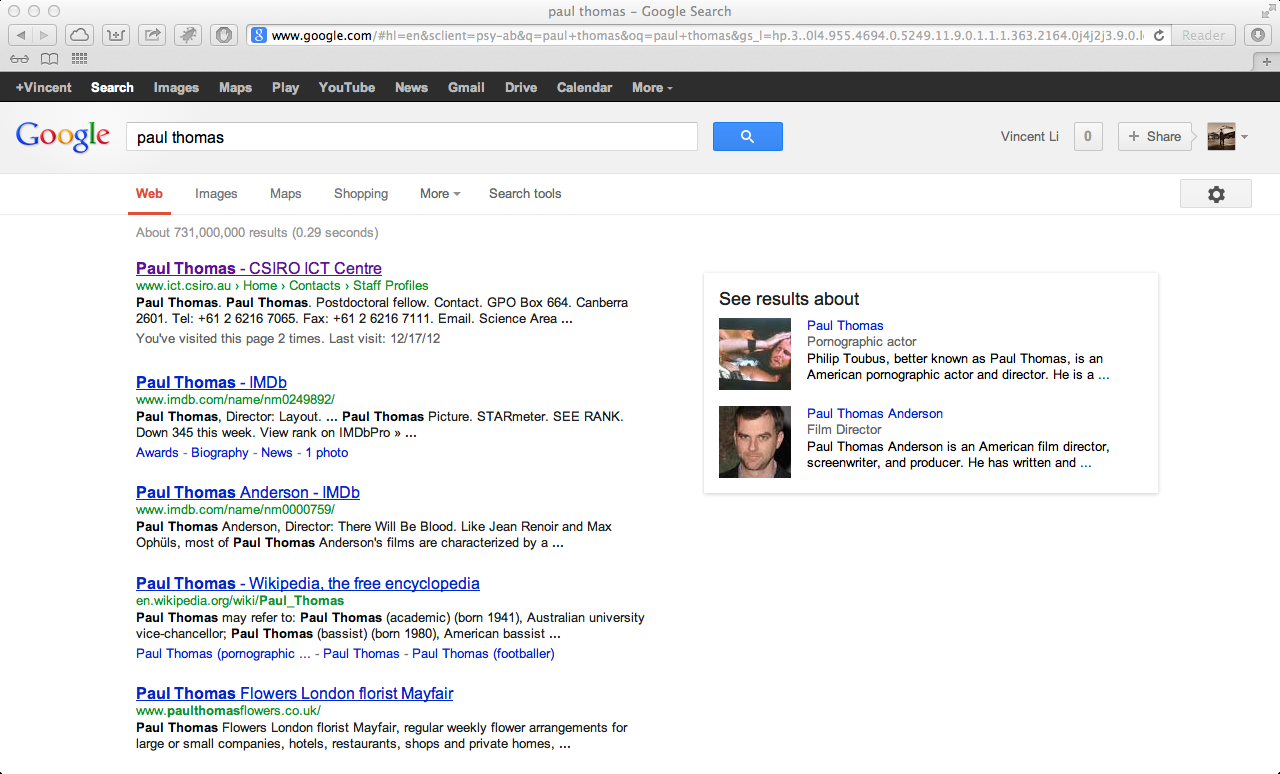 paul thomas – Google Search
www.google.com/#hl=en&sclient=psy-ab&q=paul+thomas&oq=paul+thomas&gs_l=hp.3..0l4.955.4694.0.5249.11.9.0.1.1.1.363.2164.0j4j2j3.9.0.l
Reader
+Vincent Search Images Maps Play YouTube News Gmail Drive Calendar More
Google
paul thomas
Vincent Li 0 + Share
Web Images Maps Shopping More Search tools
About 731,000,000 results (0.29 seconds)
Paul Thomas - CSIRO ICT Centre
www.ict.csiro.au › Home › Contacts › Staff Profiles
Paul Thomas. Paul Thomas. Postdoctoral fellow. Contact. GPO Box 664. Canberra
2601. Tel: +61 2 6216 7065. Fax: +61 2 6216 7111. Email. Science Area ...
You've visited this page 2 times. Last visit: 12/17/12
Paul Thomas - IMDb
www.imdb.com/name/nm0249892/
Paul Thomas, Director: Layout. ... Paul Thomas Picture. STARmeter. SEE RANK.
Down 345 this week. View rank on IMDbPro » ...
Awards - Biography - News - 1 photo
Paul Thomas Anderson - IMDb
www.imdb.com/name/nm0000759/
Paul Thomas Anderson, Director: There Will Be Blood. Like Jean Renoir and Max
Ophüls, most of Paul Thomas Anderson's films are characterized by a ...
Paul Thomas - Wikipedia, the free encyclopedia
en.wikipedia.org/wiki/Paul_Thomas
Paul Thomas may refer to: Paul Thomas (academic) (born 1941), Australian university
vice-chancellor; Paul Thomas (bassist) (born 1980), American bassist ...
Paul Thomas (pornographic ... - Paul Thomas - Paul Thomas (footballer)
Paul Thomas Flowers London florist Mayfair
www.paulthomasflowers.co.uk/
Paul Thomas Flowers London florist Mayfair, regular weekly flower arrangements for
large or small companies, hotels, restaurants, shops and private homes, ...
See results about
Paul Thomas
Pornographic actor
Philip Toubus, better known as Paul Thomas, is an
American pornographic actor and director. He is a ...
Paul Thomas Anderson
Film Director
Paul Thomas Anderson is an American film director,
screenwriter, and producer. He has written and ...